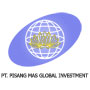 PT. PISANG MAS GLOBAL INVESTMENT